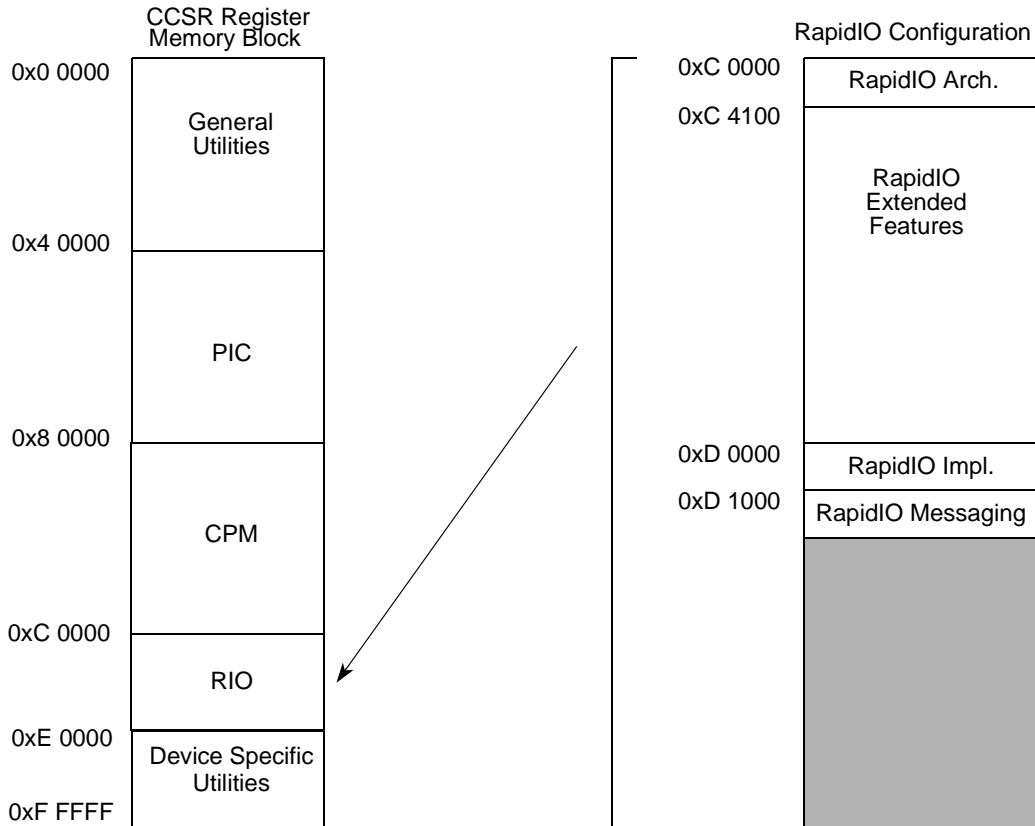 CCSR Register
Memory Block
0x0 0000
General
Utilities
0x4 0000
PIC
0x8 0000
CPM
0xC 0000
RIO
0xE 0000
Device Specific
Utilities
0xF FFFF
RapidIO Configuration
0xC 0000
RapidIO Arch.
0xC 4100
RapidIO
Extended
Features
0xD 0000
RapidIO Impl.
0xD 1000
RapidIO Messaging